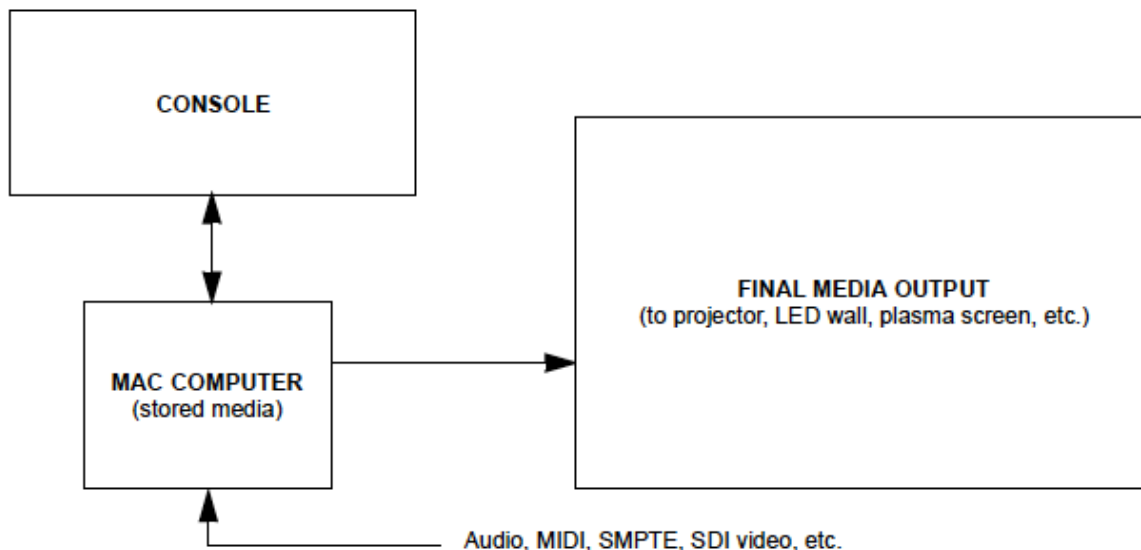 CONSOLE
FINAL MEDIA OUTPUT
(to projector, LED wall, plasma screen, etc.)
MAC COMPUTER
(stored media)
Audio, MIDI, SMPTE, SDI video, etc.